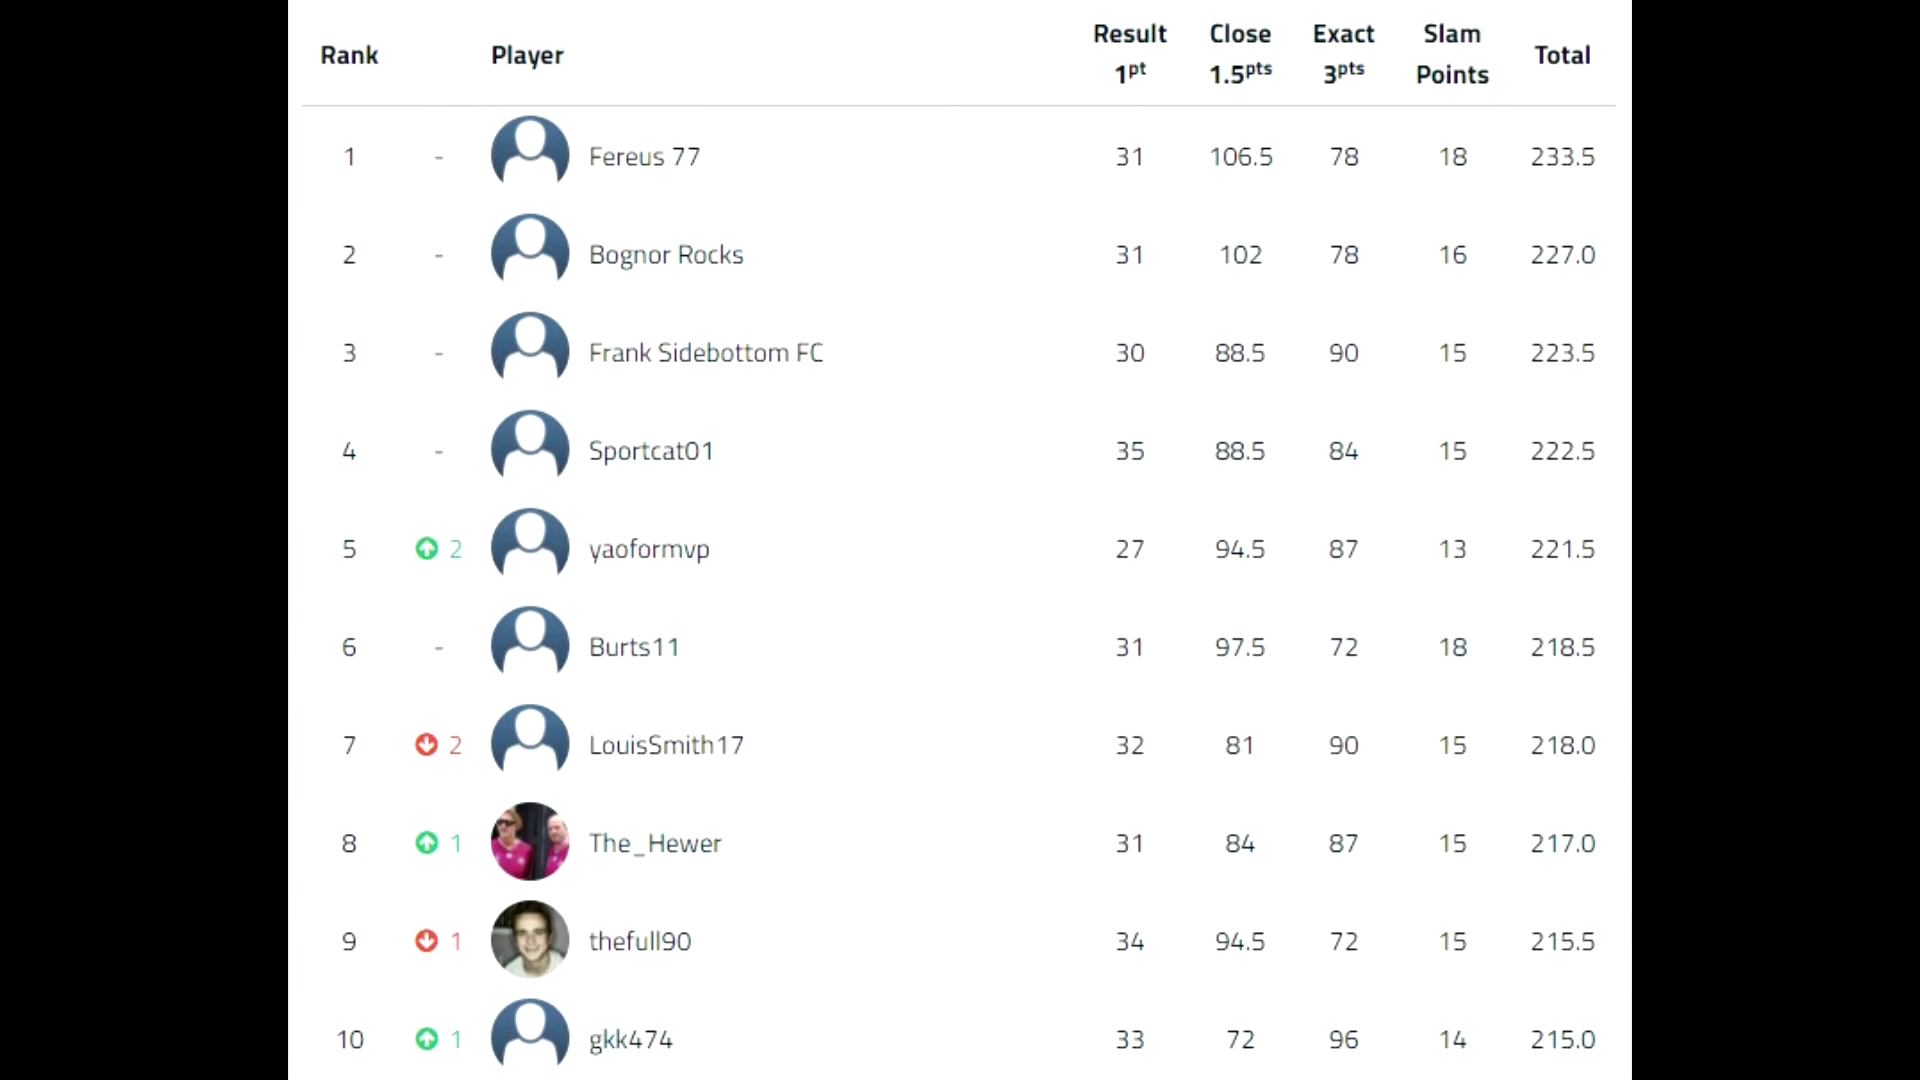 Rank Player Result 1pt Close 1.5pts Exact 3pts Slam Points Total
1 - Fereus 77 31 106.5 78 18 233.5
2 - Bognor Rocks 31 102 78 16 227.0
3 - Frank Sidebottom FC 30 88.5 90 15 223.5
4 - Sportcat01 35 88.5 84 15 222.5
5 2 yaoformvp 27 94.5 87 13 221.5
6 - Burts11 31 97.5 72 18 218.5
7 2 LouisSmith17 32 81 90 15 218.0
8 1 The_Hewer 31 84 87 15 217.0
9 1 thefull90 34 94.5 72 15 215.5
10 1 gkk474 33 72 96 14 215.0